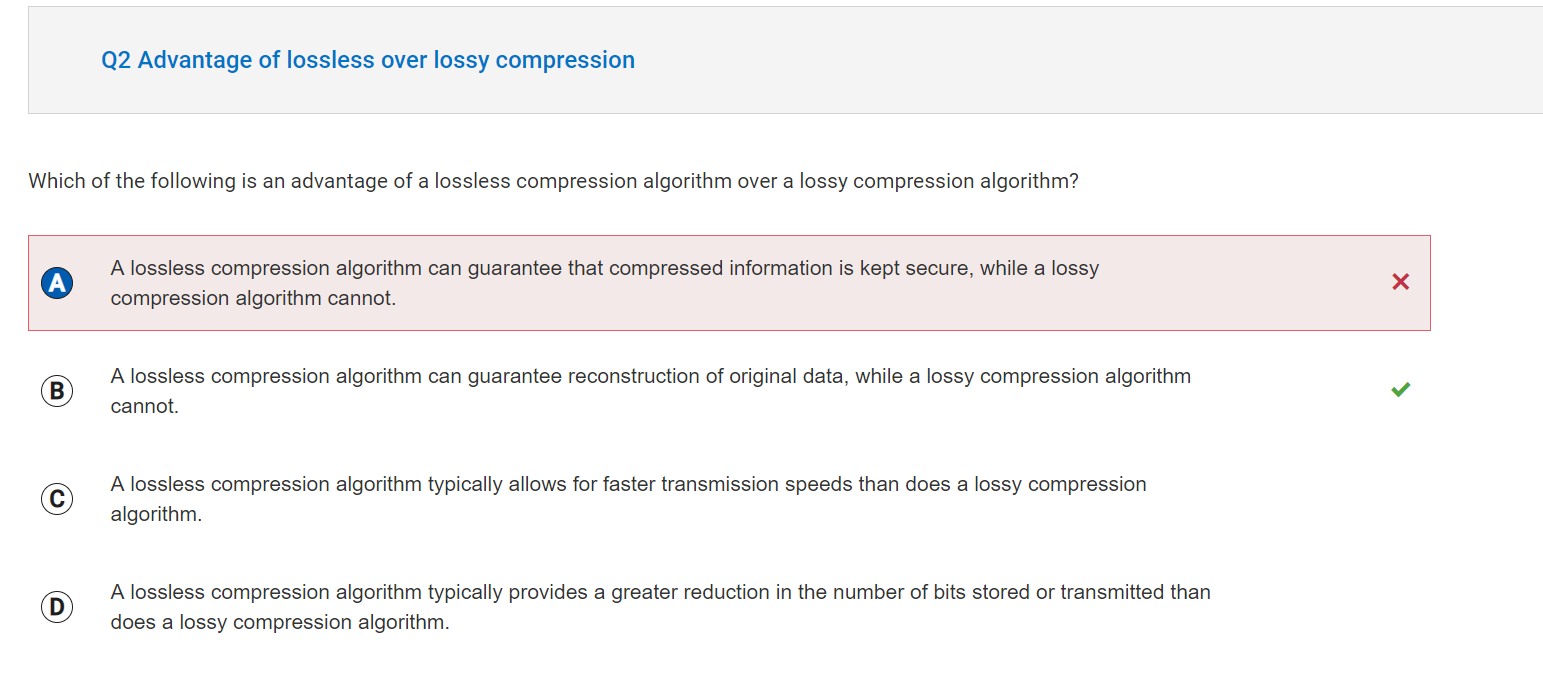 Q2 Advantage of lossless over lossy compression
Which of the following is an advantage of a lossless compression algorithm over a lossy compression algorithm?
A
A lossless compression algorithm can guarantee that compressed information is kept secure, while a lossy
compression algorithm cannot.
B
A lossless compression algorithm can guarantee reconstruction of original data, while a lossy compression algorithm
cannot.
C
A lossless compression algorithm typically allows for faster transmission speeds than does a lossy compression
algorithm.
D
A lossless compression algorithm typically provides a greater reduction in the number of bits stored or transmitted than
does a lossy compression algorithm.